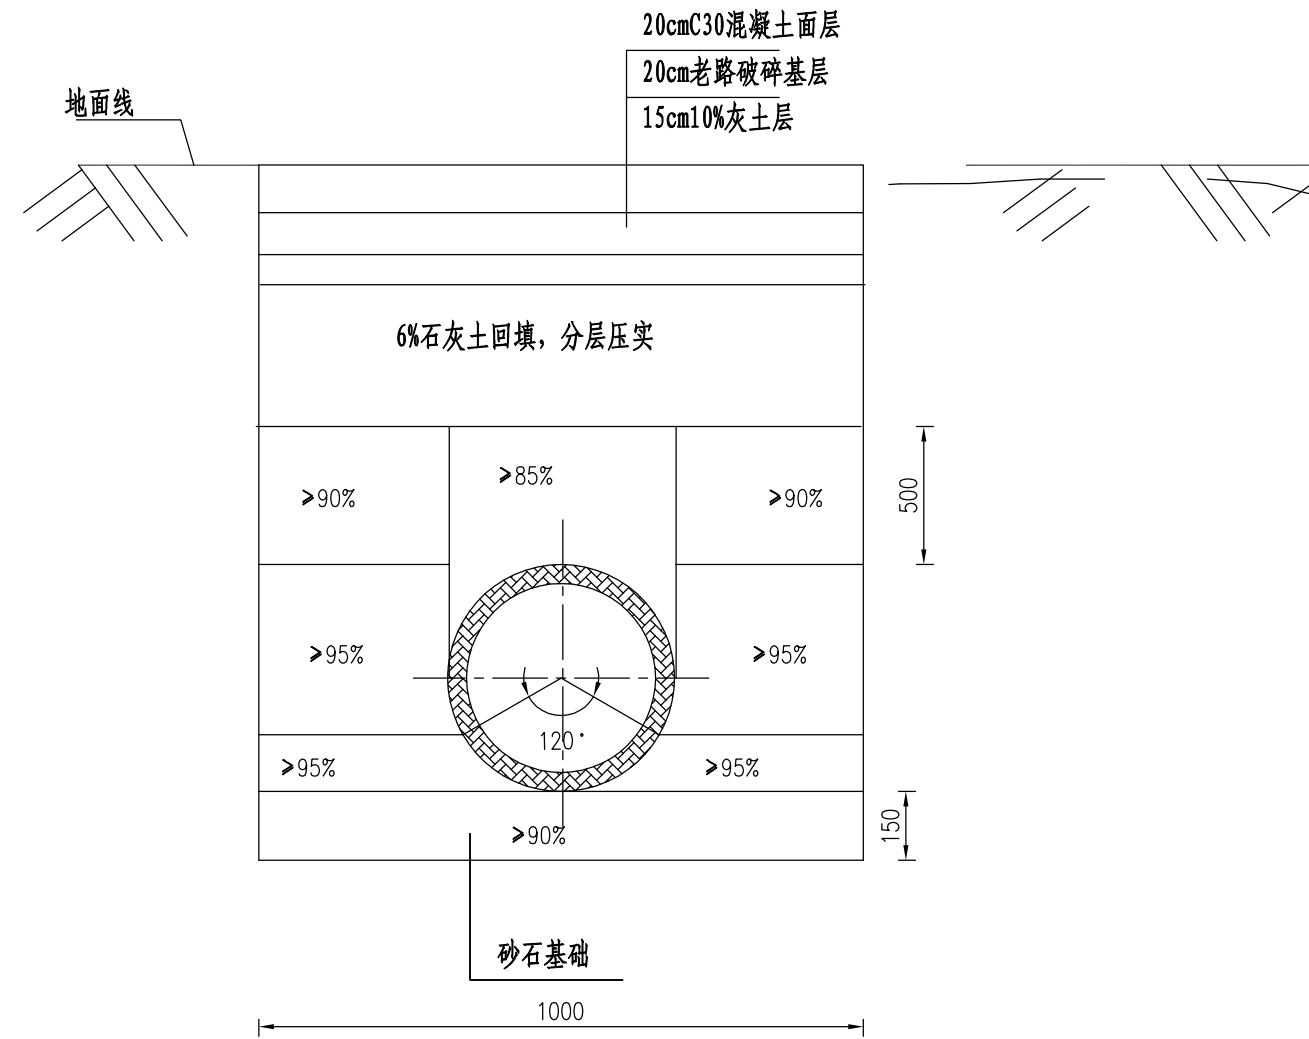 20cmC30混凝土面层
20cm老路破碎基层
15cm10%灰土层
地面线
6%石灰土回填，分层压实
≥85%
≥90%
≥90%
500
≥95%
≥95%
120°
≥95%
≥95%
150
≥90%
砂石基础
1000